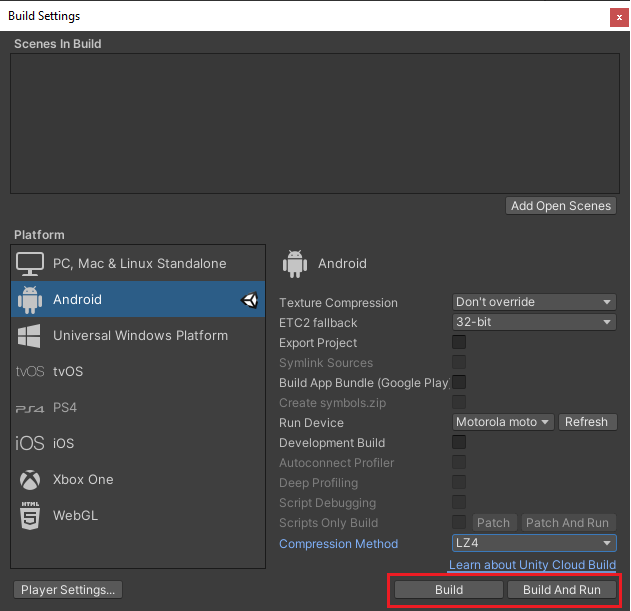 Build Settings
x
Scenes In Build
Add Open Scenes
Platform
PC, Mac & Linux Standalone
Android
Universal Windows Platform
tvOS tvOS
PS4 PS4
iOS iOS
Xbox One
HTML 5 WebGL
Android
Texture Compression Don't override
ETC2 fallback 32-bit
Export Project
Symlink Sources
Build App Bundle (Google Play
Create symbols.zip
Run Device Motorola moto Refresh
Development Build
Autoconnect Profiler
Deep Profiling
Script Debugging
Scripts Only Build Patch Patch And Run
Compression Method LZ4
Learn about Unity Cloud Build
Player Settings... Build Build And Run